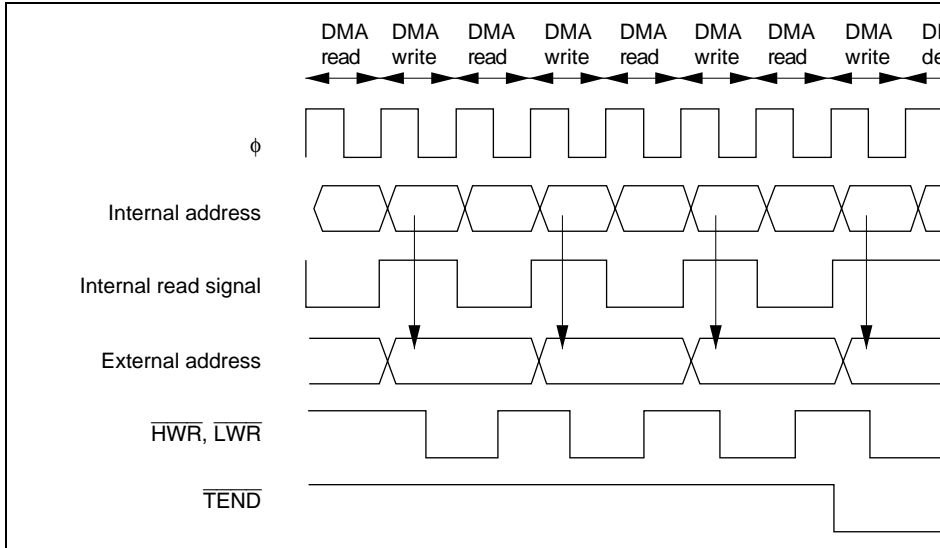 DMA DMA DMA DMA DMA DMA DMA DMA
read write read write read write read write
ϕ
Internal address
Internal read signal
External address
HWR, LWR
TEND